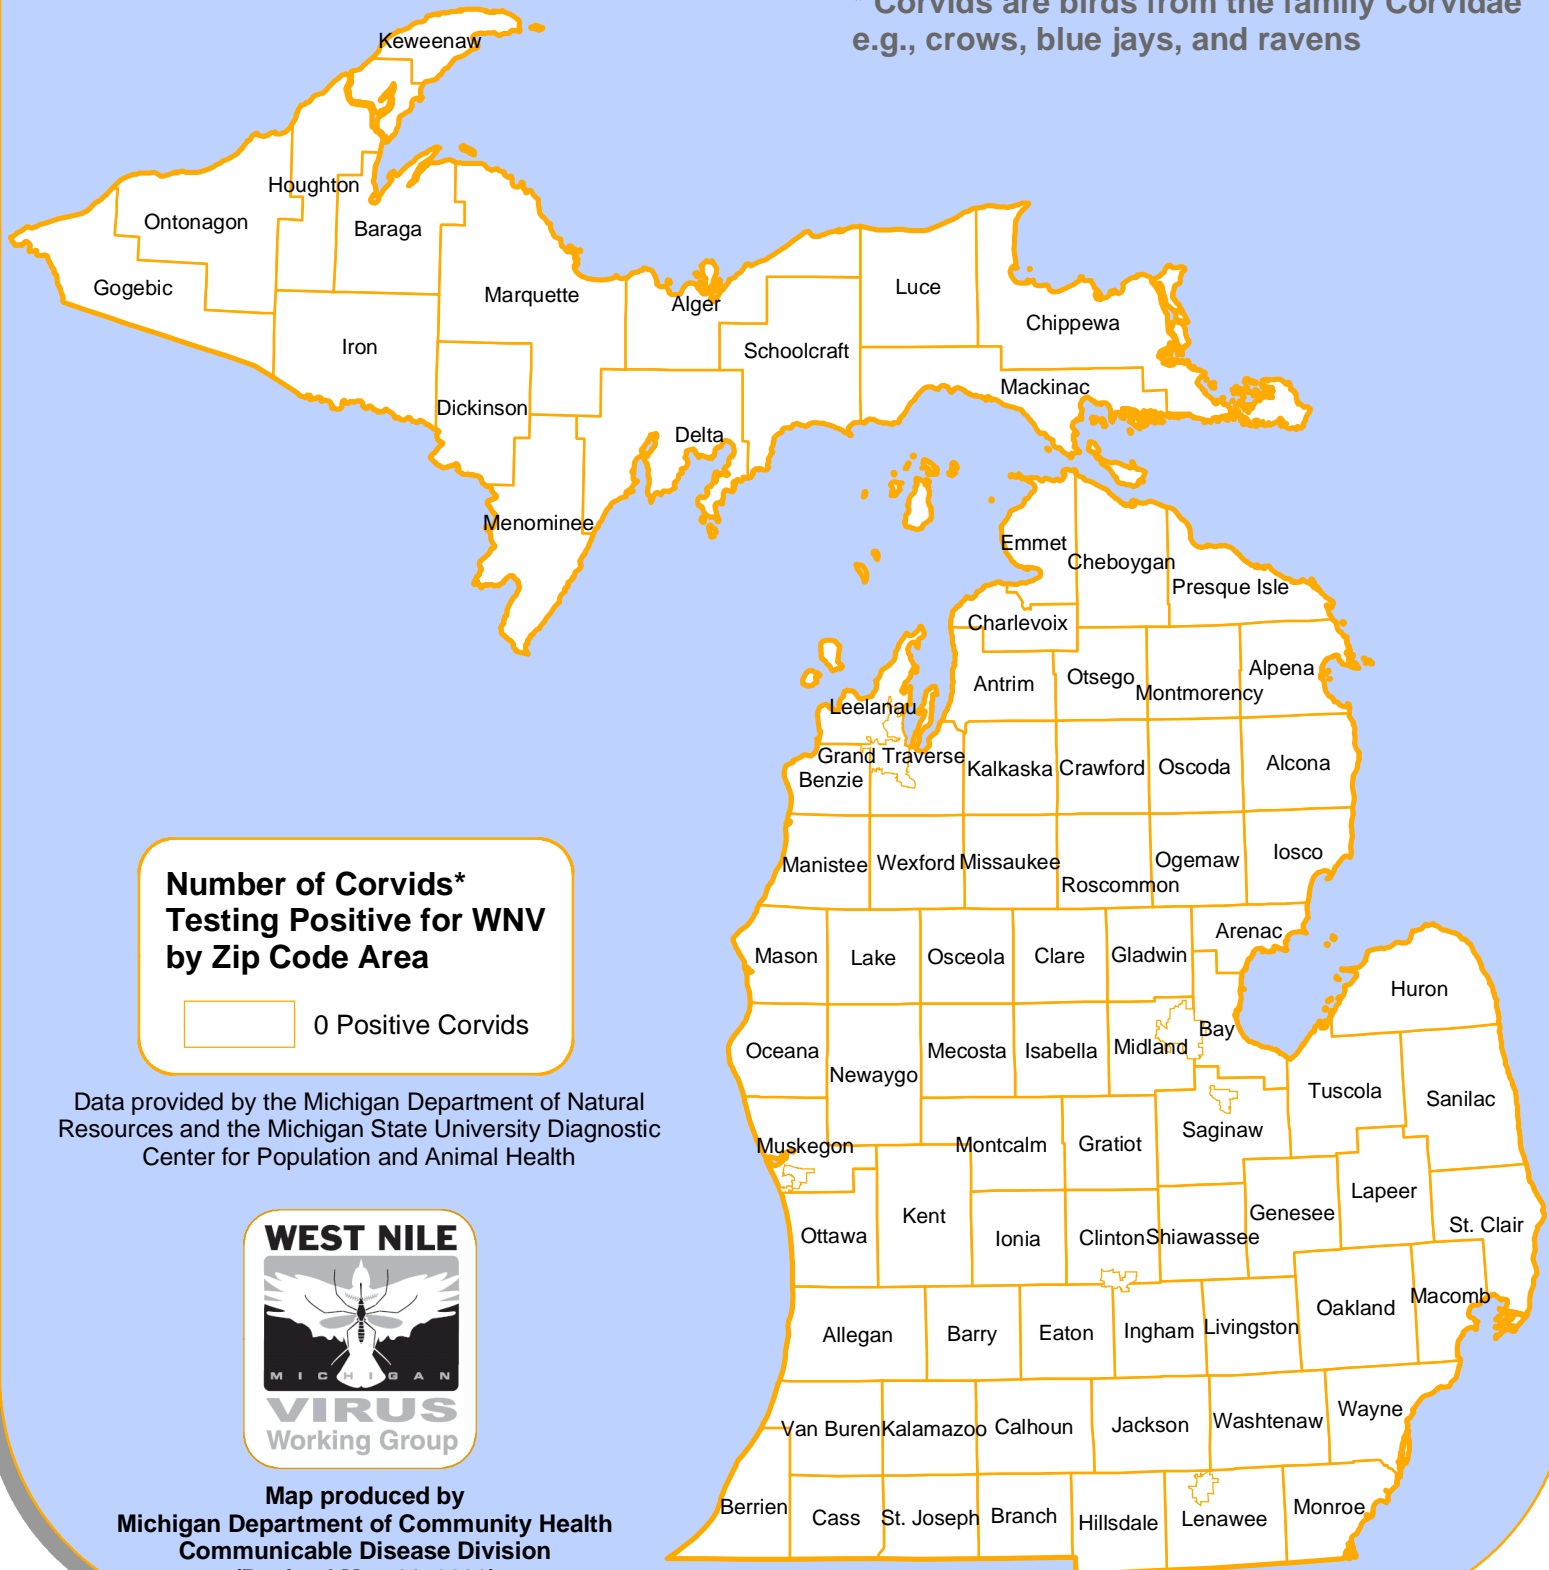 * Corvids are birds from the family Corvidae
e.g., crows, blue jays, and ravens
Keweenaw
Houghton
Ontonagon
Baraga
Gogebic
Marquette
Iron
Dickinson
Menominee
Alger
Schoolcraft
Delta
Luce
Chippewa
Mackinac
Emmet
Cheboygan
Presque Isle
Charlevoix
Antrim
Otsego
Montmorency
Alpena
Leelanau
Grand Traverse
Benzie
Kalkaska
Crawford
Oscoda
Alcona
Manistee
Wexford
Missaukee
Roscommon
Ogemaw
Iosco
Arenac
Mason
Lake
Osceola
Clare
Gladwin
Huron
Oceana
Newaygo
Mecosta
Isabella
Midland
Bay
Tuscola
Sanilac
Muskegon
Montcalm
Gratiot
Saginaw
Lapeer
Genesee
St. Clair
Ottawa
Kent
Ionia
Clinton
Shiawassee
Allegan
Barry
Eaton
Ingham
Livingston
Oakland
Macomb
Van Buren
Kalamazoo
Calhoun
Jackson
Washtenaw
Wayne
Berrien
Cass
St. Joseph
Branch
Hillsdale
Lenawee
Monroe
Number of Corvids*
Testing Positive for WNV
by Zip Code Area
0 Positive Corvids
Data provided by the Michigan Department of Natural
Resources and the Michigan State University Diagnostic
Center for Population and Animal Health
WEST NILE
MICHIGAN
VIRUS
Working Group
Map produced by
Michigan Department of Community Health
Communicable Disease Division